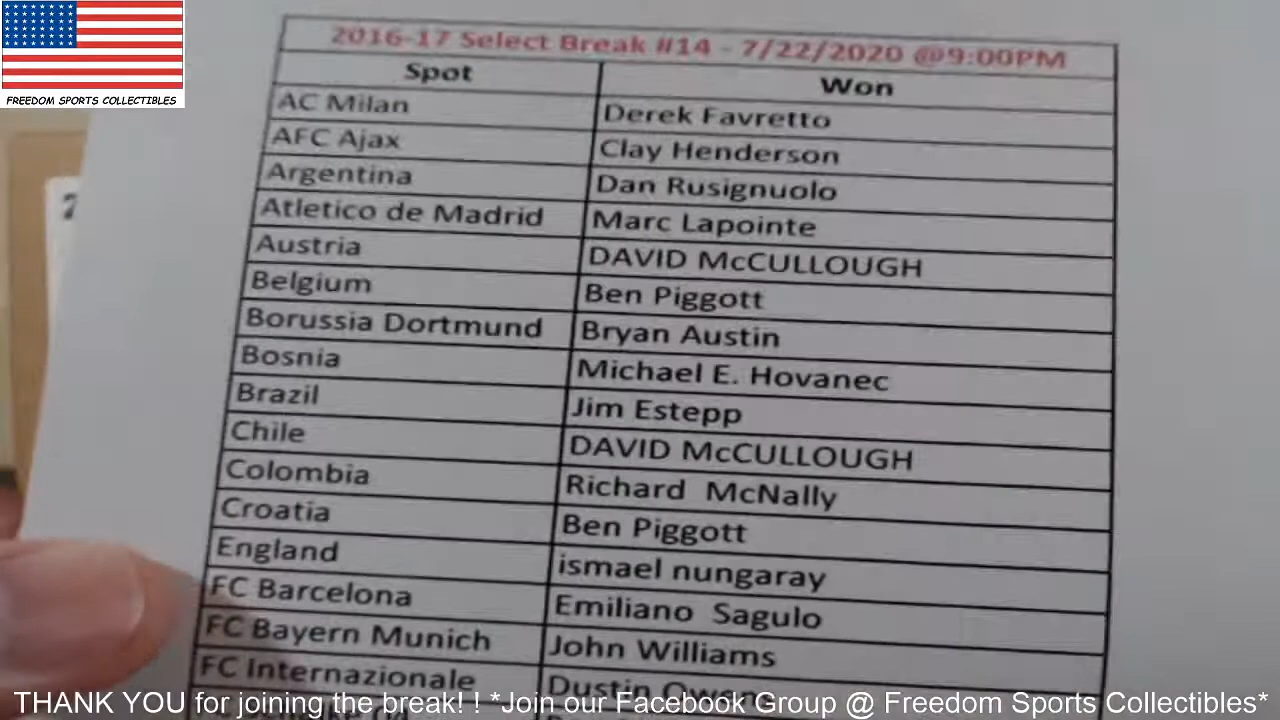 FREEDOM SPORTS COLLECTIBLES
2016-17 Select Break #14 - 7/22/2020 @9:00PM
Spot Won
AC Milan Derek Favretto
AFC Ajax Clay Henderson
Argentina Dan Rusignuolo
Atletico de Madrid Marc Lapointe
Austria DAVID McCULLOUGH
Belgium Ben Piggott
Borussia Dortmund Bryan Austin
Bosnia Michael E. Hovanec
Brazil Jim Estepp
Chile DAVID McCULLOUGH
Colombia Richard McNally
Croatia Ben Piggott
England ismael nungaray
FC Barcelona Emiliano Sagulo
FC Bayern Munich John Williams
FC Internazionale Dustin Owens
7
THANK YOU for joining the break! ! *Join our Facebook Group @ Freedom Sports Collectibles*